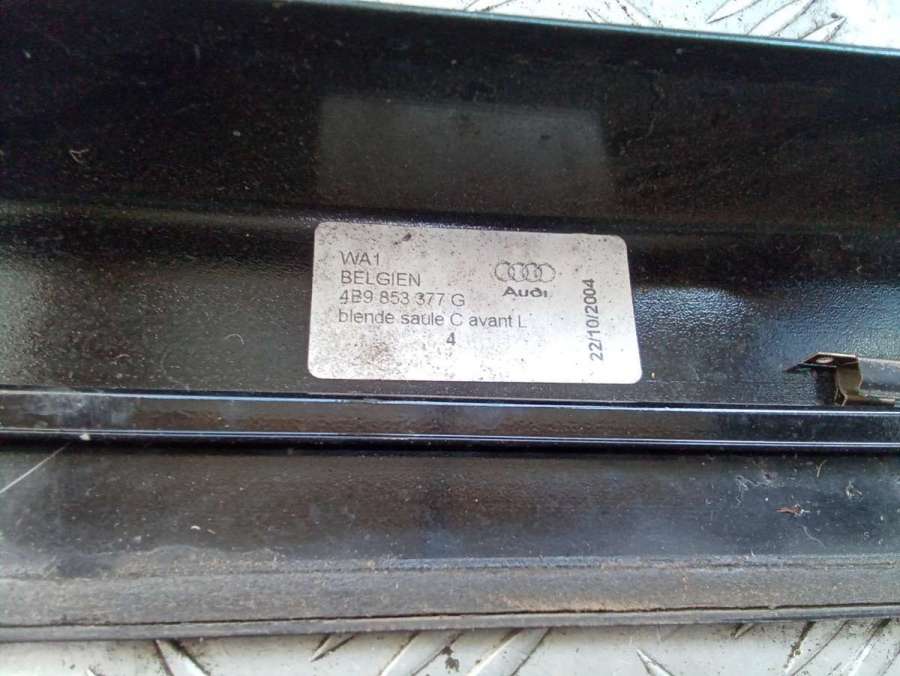 WA1
BELGIEN
4B9 853 377 G
blende saule C avant L
4
Audi
22/10/2004